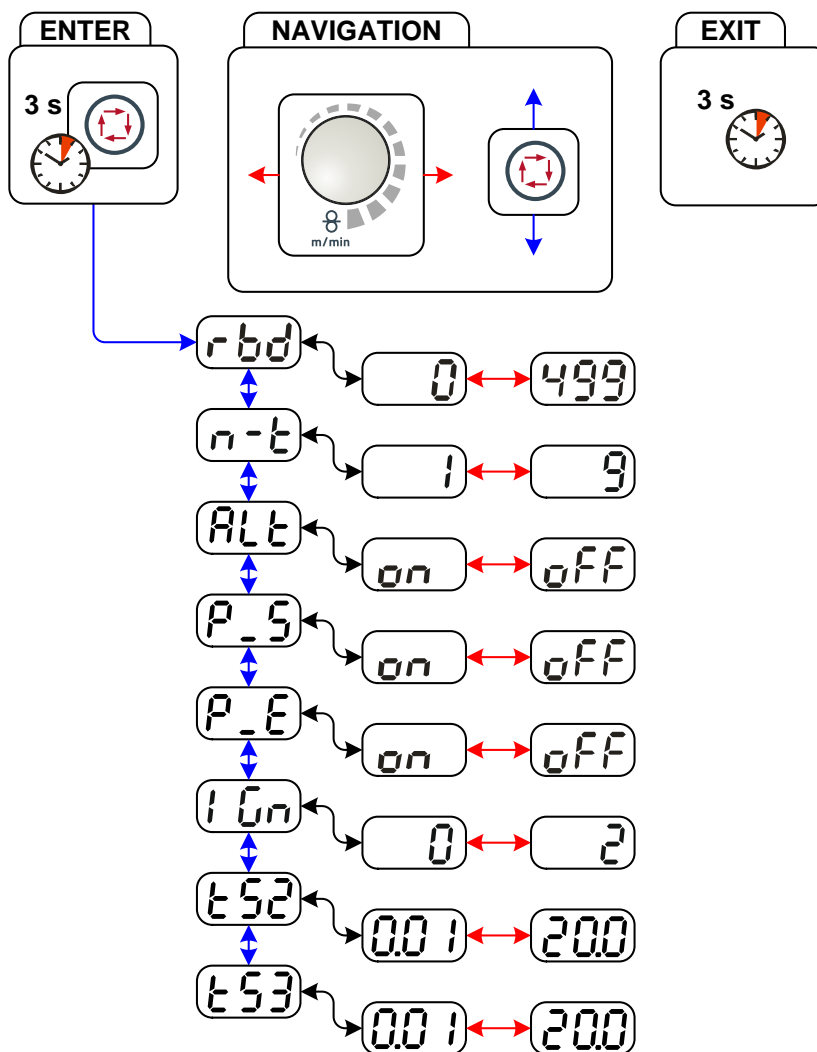 ENTER NAVIGATION EXIT
3 s 3 s
m/min
rbd 0 499
n-t 1 9
ALt on oFF
P_S on oFF
P_E on oFF
IGn 0 2
tS2 0.01 20.0
tS3 0.01 20.0